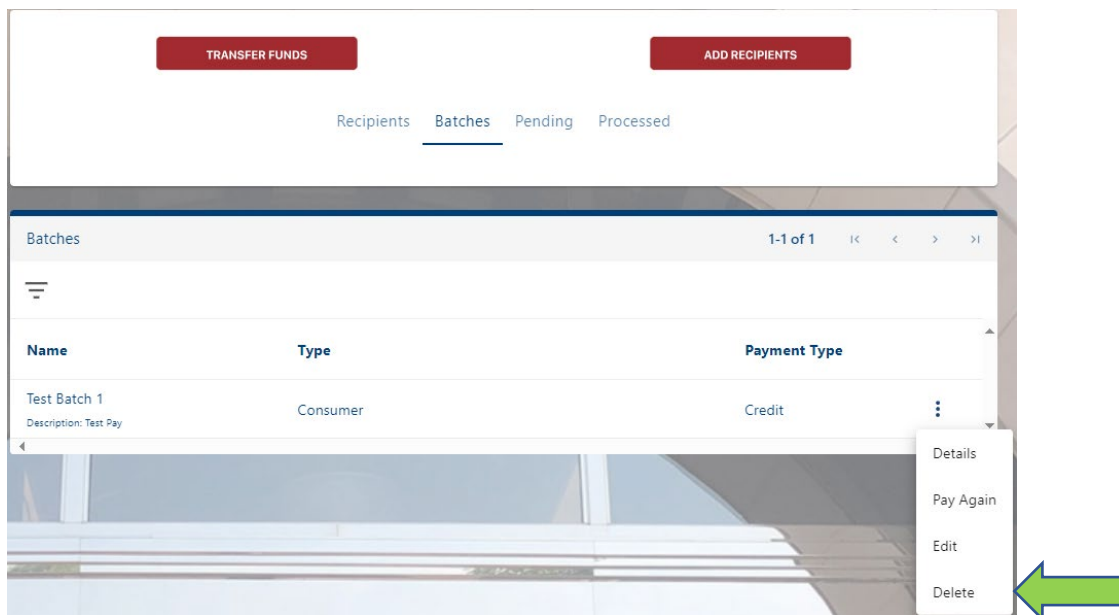 TRANSFER FUNDS
ADD RECIPIENTS
Recipients Batches Pending Processed
Batches
1-1 of 1
Name Type Payment Type
Test Batch 1
Description: Test Pay
Consumer
Credit
Details
Pay Again
Edit
Delete